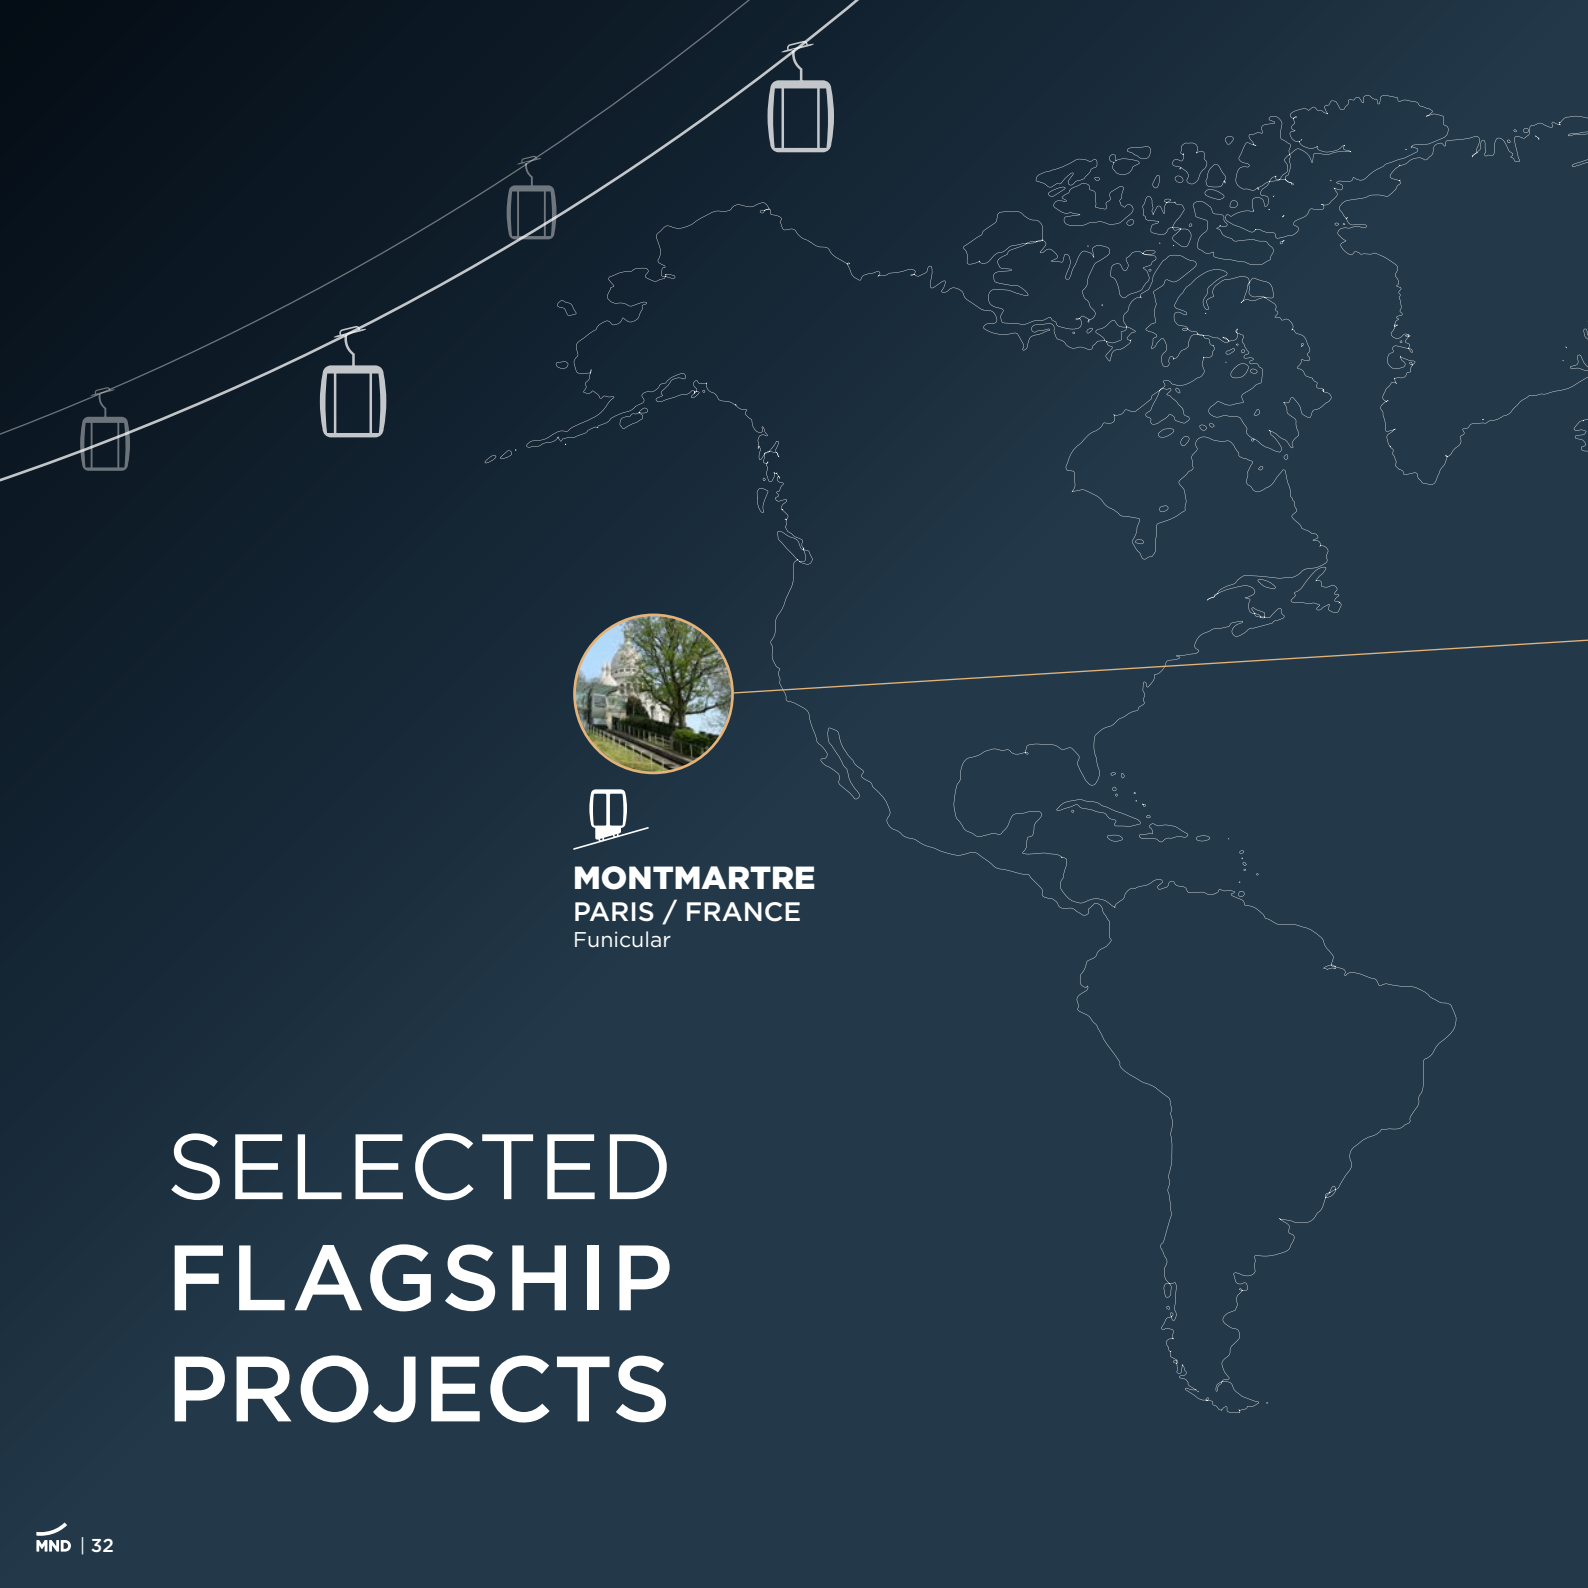 MONTMARTRE
PARIS / FRANCE
Funicular
SELECTED
FLAGSHIP
PROJECTS
MND | 32